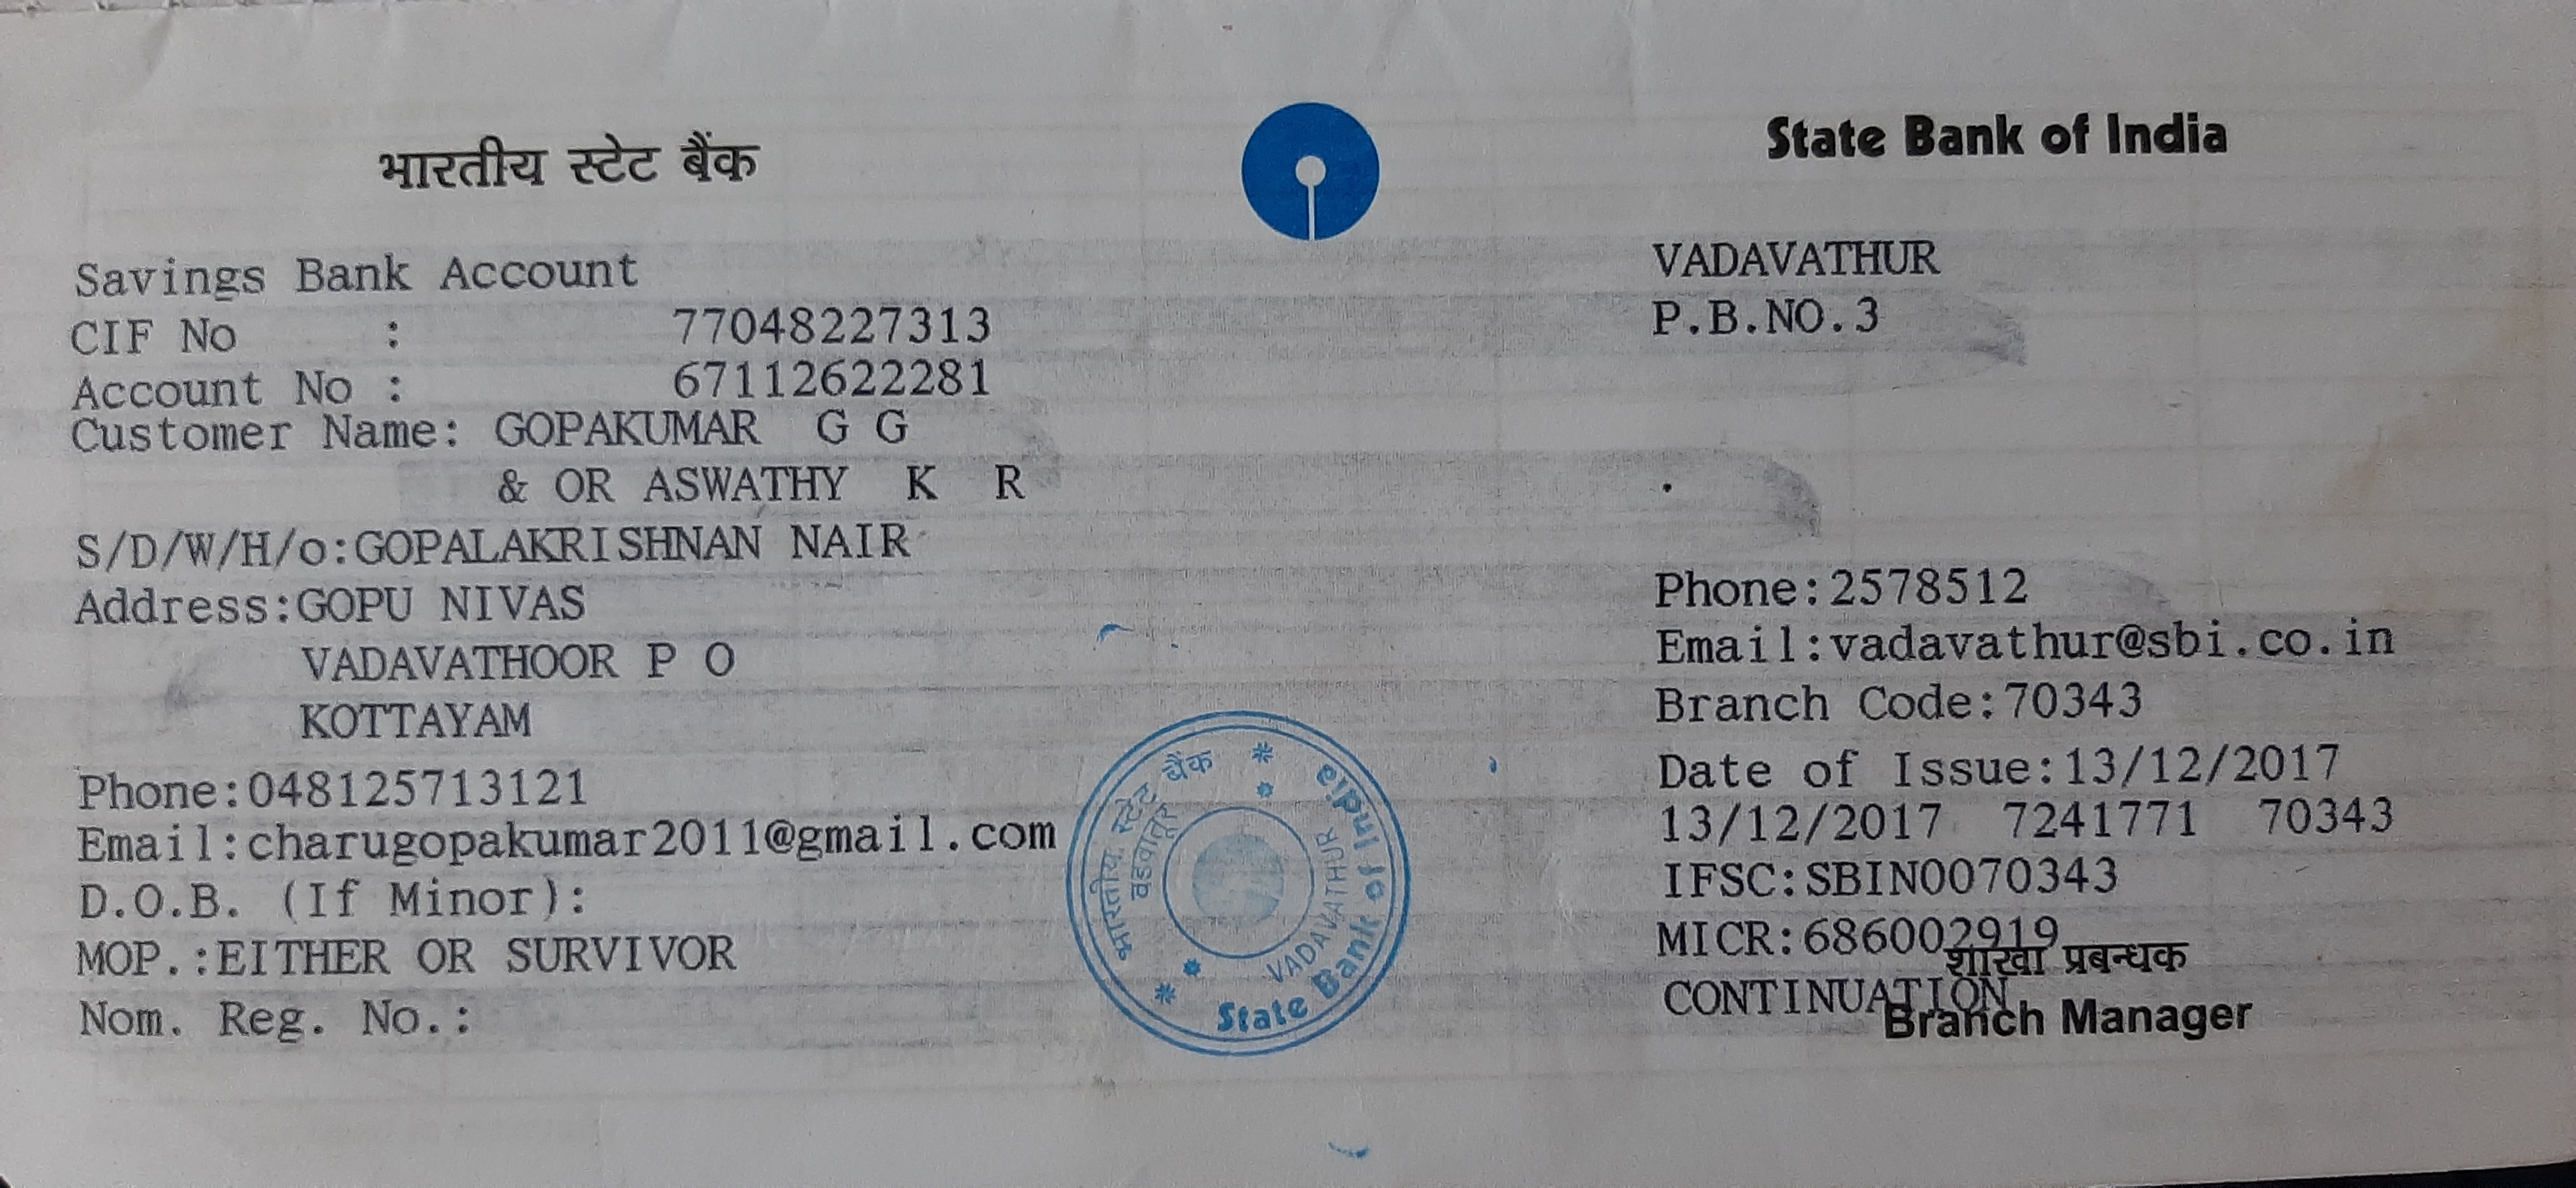 भारतीय स्टेट बैंक
State Bank of India
Savings Bank Account
CIF No : 77048227313
Account No : 67112622281
Customer Name: GOPAKUMAR G G
& OR ASWATHY K R
S/D/W/H/o:GOPALAKRISHNAN NAIR
Address:GOPU NIVAS
VADAVATHOOR P O
KOTTAYAM
Phone:048125713121
Email:charugopakumar2011@gmail.com
D.O.B. (If Minor):
MOP.:EITHER OR SURVIVOR
Nom. Reg. No.:
VADAVATHUR
P.B.NO.3
Phone:2578512
Email:vadavathur@sbi.co.in
Branch Code:70343
Date of Issue:13/12/2017
13/12/2017 7241771 70343
IFSC:SBIN0070343
MICR:686002919
CONTINUATION
शाखा प्रबन्धक
Branch Manager
भारतीय स्टेट बैंक
वडवातूर
VADAVATHUR
State Bank of India